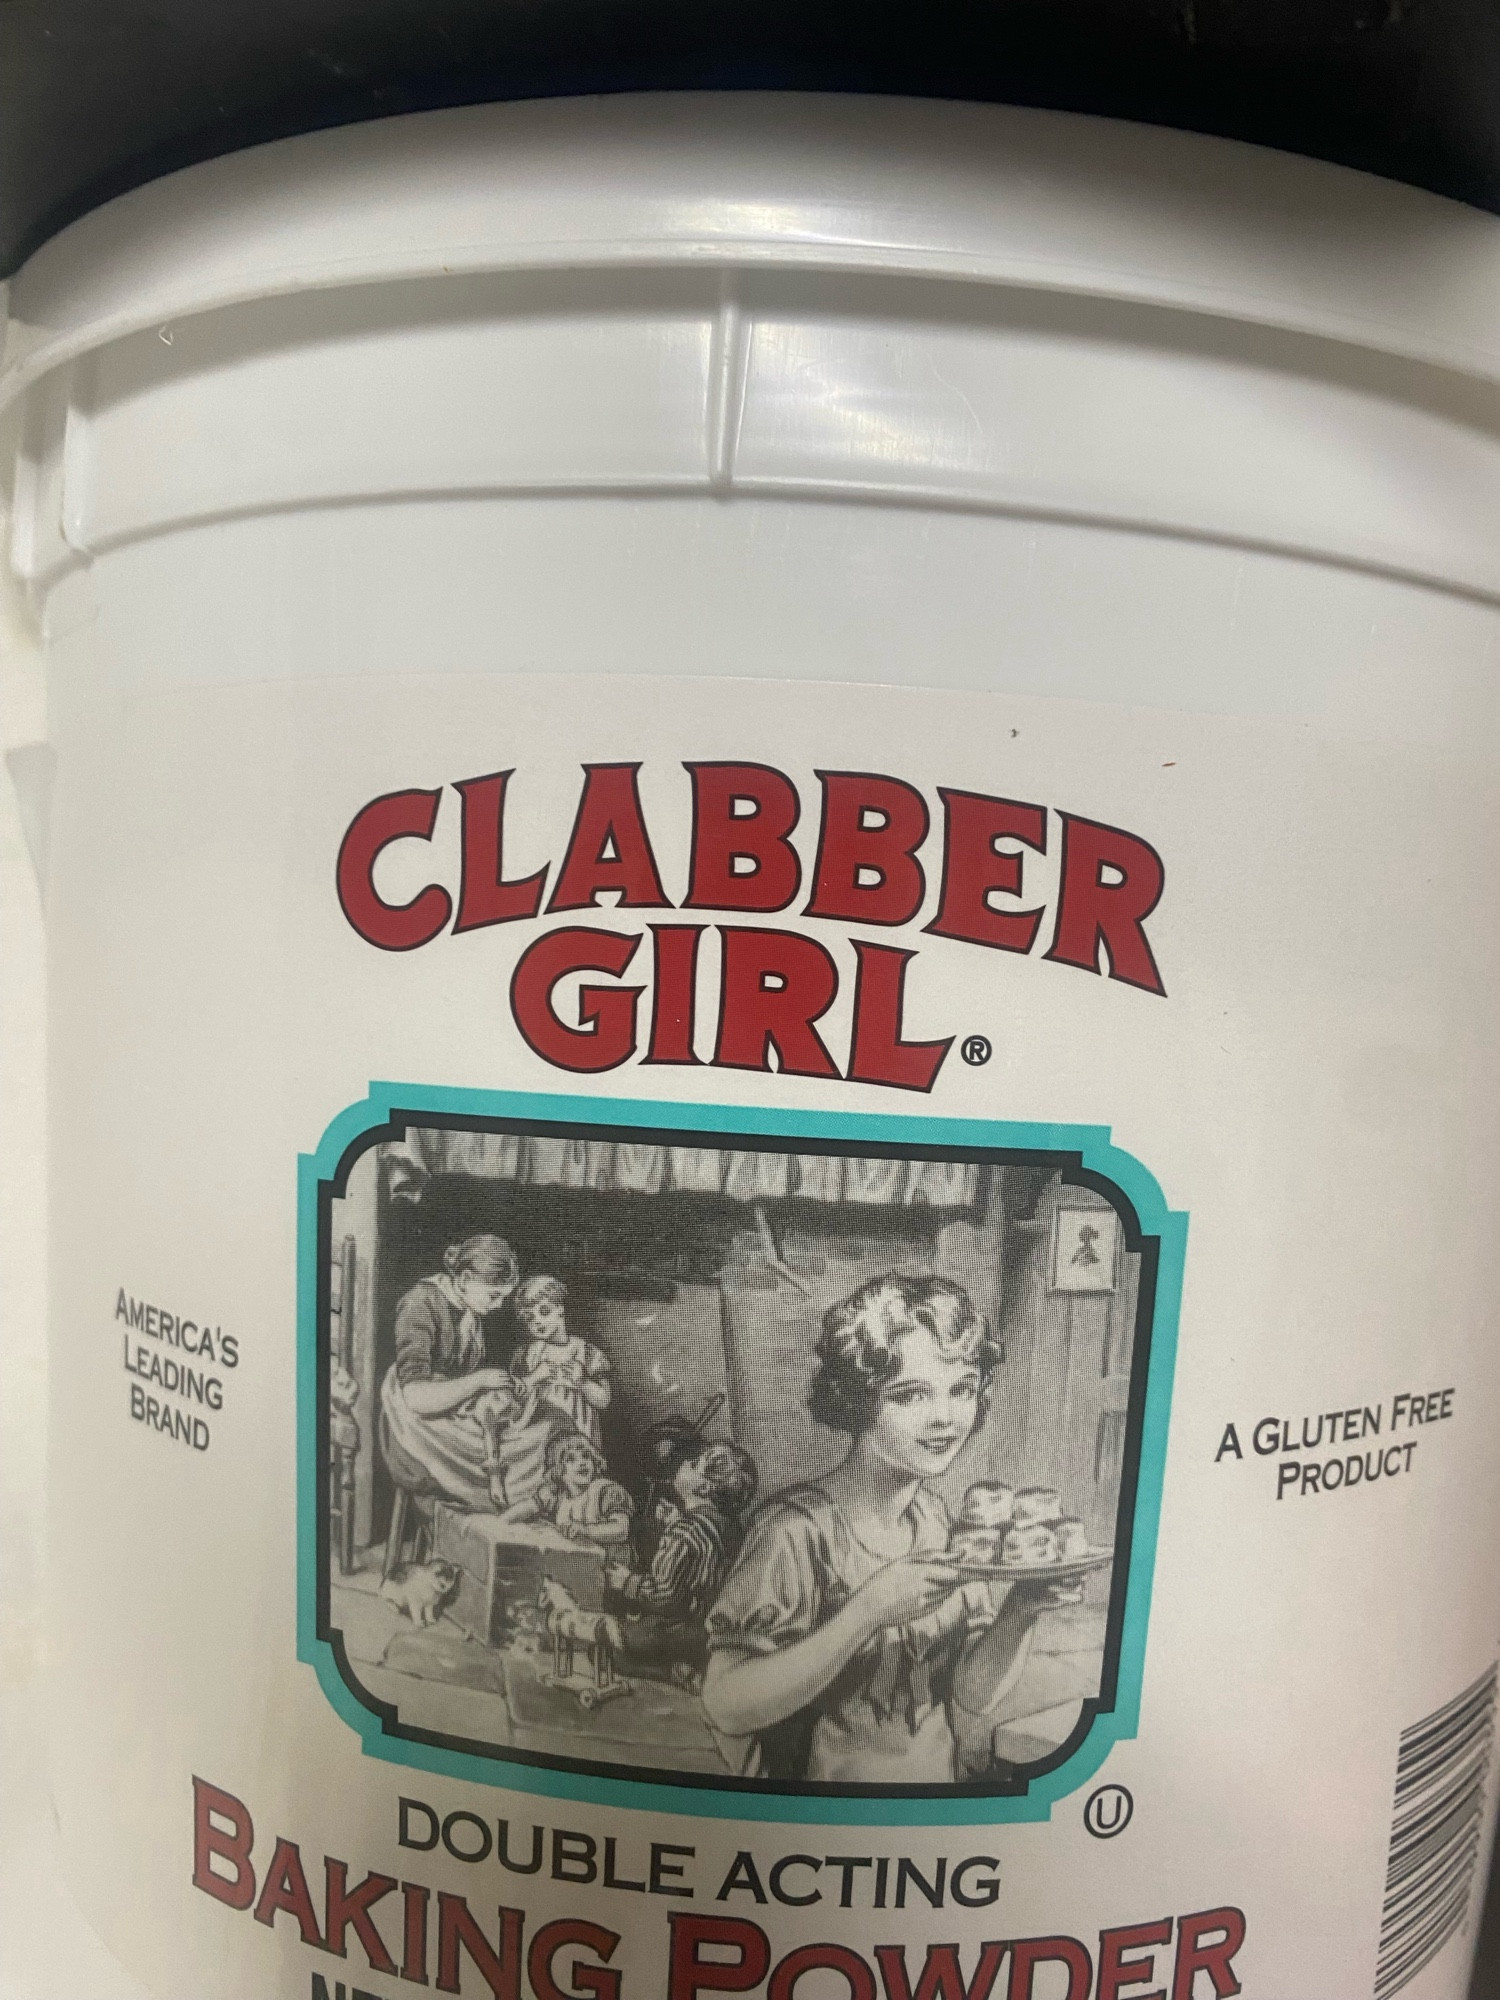 CLABBER
GIRL®
AMERICA'S
LEADING
BRAND
A GLUTEN FREE
PRODUCT
Ⓤ
DOUBLE ACTING
BAKING POWDER